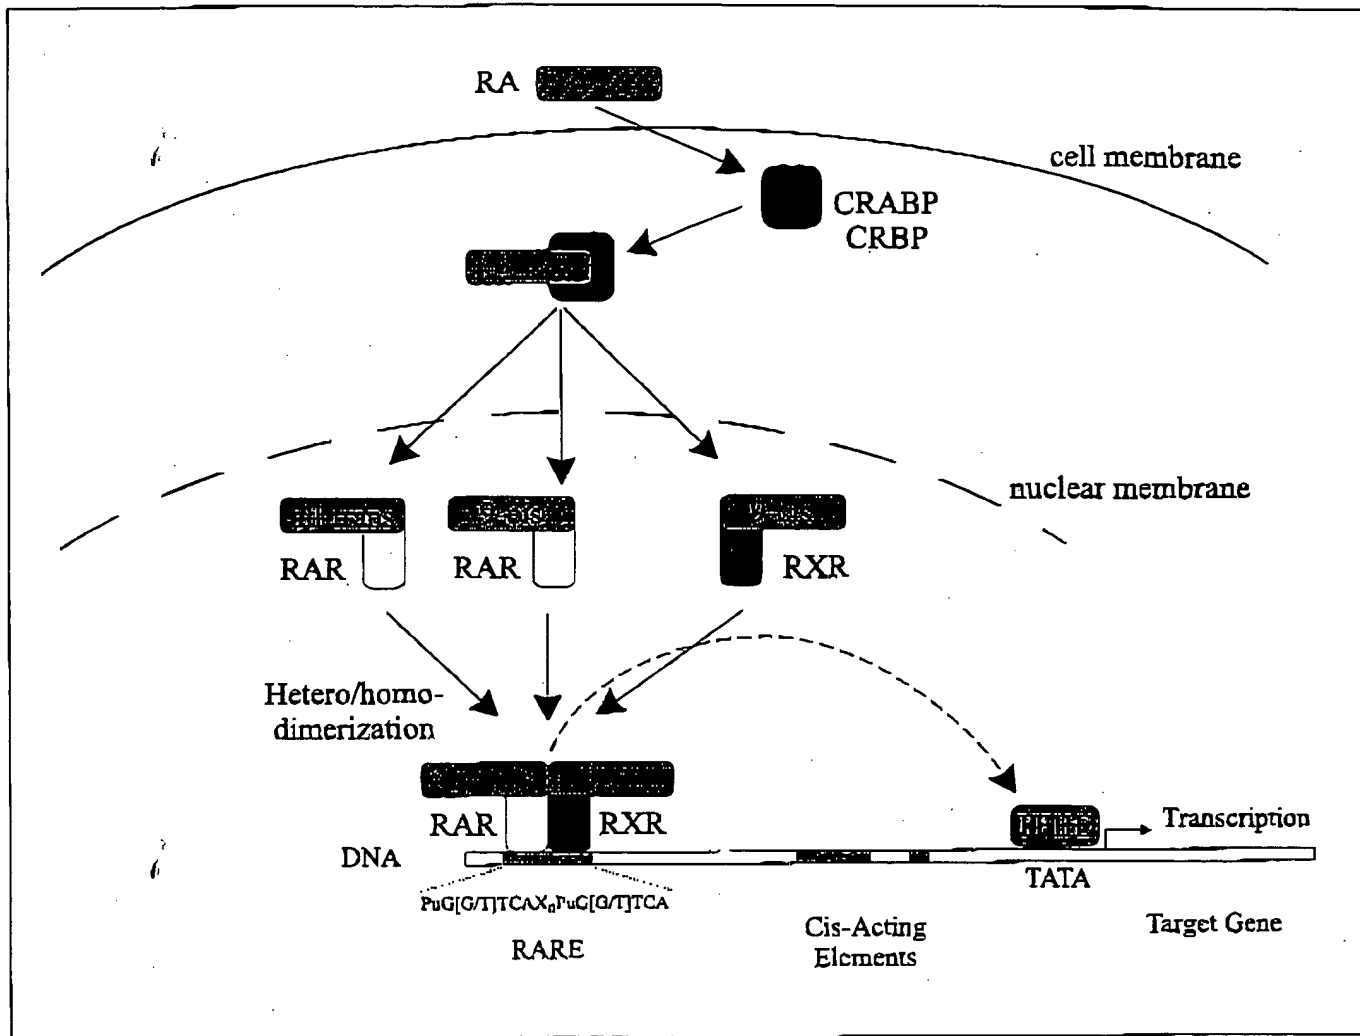 RA
cell membrane
CRABP
CRBP
nuclear membrane
RAR
RAR
RXR
Hetero/homo-
dimerization
RAR
RXR
DNA
Transcription
TATA
PuG[G/T]TCAXnPuG[G/T]TCA
RARE
Cis-Acting
Elements
Target Gene